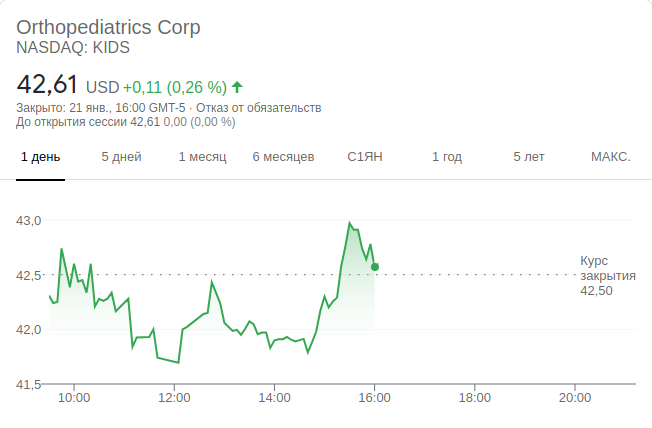 Orthopediatrics Corp
NASDAQ: KIDS
42,61 USD +0,11 (0,26 %)
Закрыто: 21 янв., 16:00 GMT-5 · Отказ от обязательств
До открытия сессии 42,61 0,00 (0,00 %)
1 день 5 дней 1 месяц 6 месяцев С1ЯН 1 год 5 лет МАКС.
43,0
42,5
42,0
41,5
Курс
закрытия
42,50
10:00 12:00 14:00 16:00 18:00 20:00